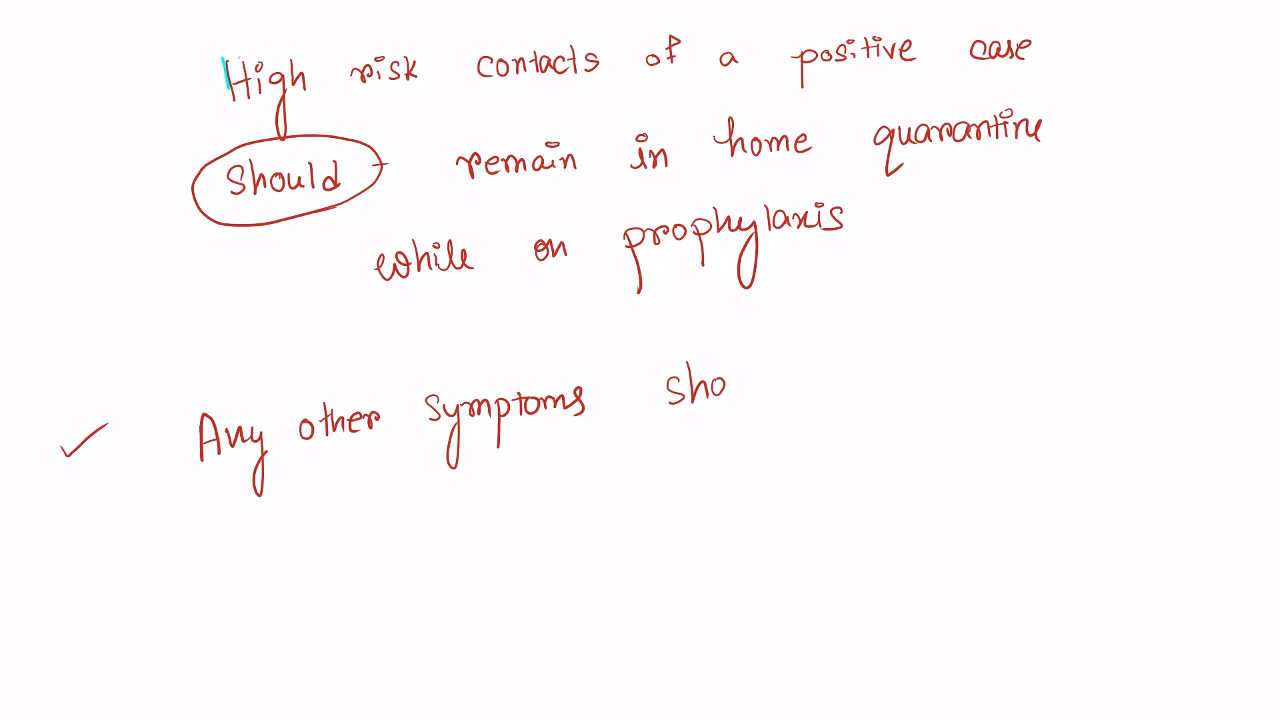 High risk contacts of a positive case
Should remain in home quarantine
while on prophylaxis
Any other symptoms sho